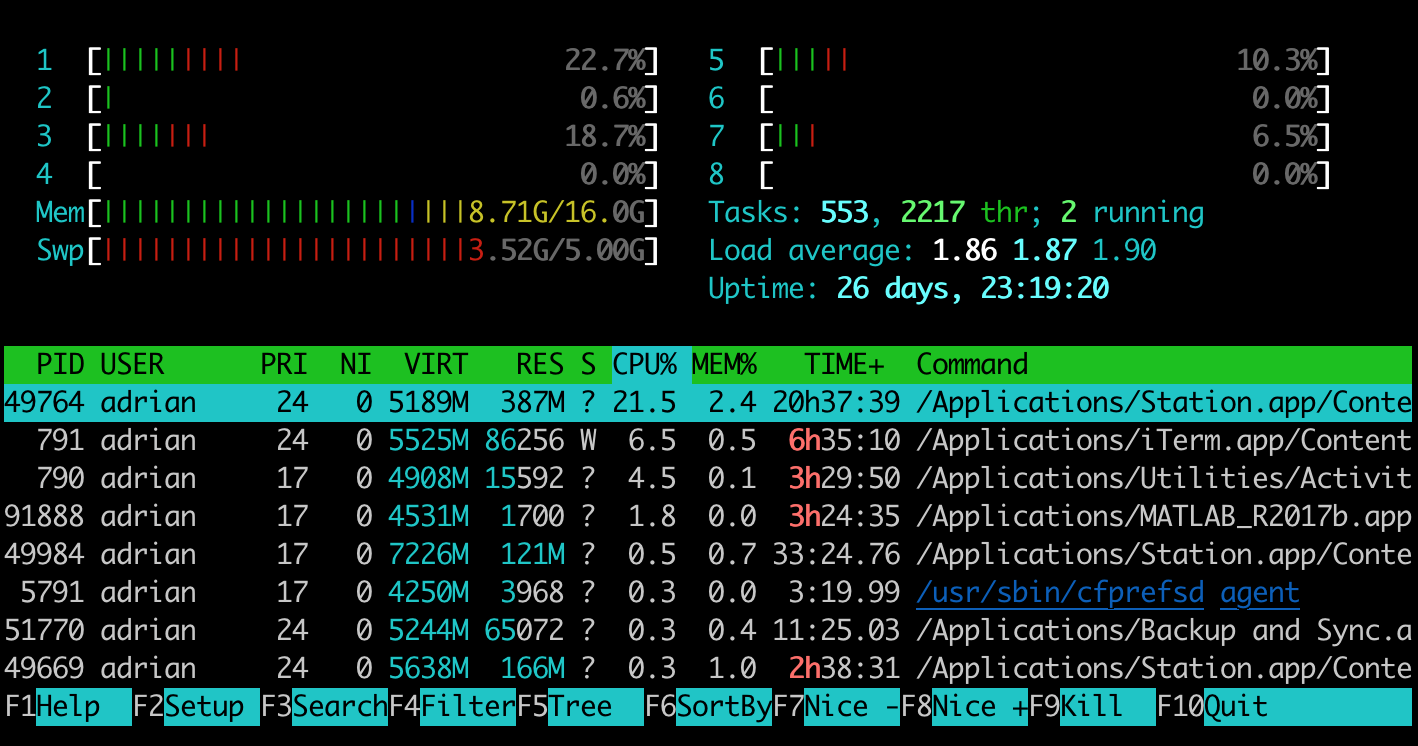 1 [||||||||| 22.7%] 5 [||||| 10.3%]
2 [| 0.6%] 6 [ 0.0%]
3 [||||||| 18.7%] 7 [||| 6.5%]
4 [ 0.0%] 8 [ 0.0%]
Mem[|||||||||||||||||||||||8.71G/16.0G] Tasks: 553, 2217 thr; 2 running
Swp[|||||||||||||||||||||||3.52G/5.00G] Load average: 1.86 1.87 1.90
Uptime: 26 days, 23:19:20
PID USER PRI NI VIRT RES S CPU% MEM% TIME+ Command
49764 adrian 24 0 5189M 387M ? 21.5 2.4 20h37:39 /Applications/Station.app/Conte
791 adrian 24 0 5525M 86256 W 6.5 0.5 6h35:10 /Applications/iTerm.app/Content
790 adrian 17 0 4908M 15592 ? 4.5 0.1 3h29:50 /Applications/Utilities/Activit
91888 adrian 17 0 4531M 1700 ? 1.8 0.0 3h24:35 /Applications/MATLAB_R2017b.app
49984 adrian 17 0 7226M 121M ? 0.5 0.7 33:24.76 /Applications/Station.app/Conte
5791 adrian 17 0 4250M 3968 ? 0.3 0.0 3:19.99 /usr/sbin/cfprefsd agent
51770 adrian 24 0 5244M 65072 ? 0.3 0.4 11:25.03 /Applications/Backup and Sync.a
49669 adrian 24 0 5638M 166M ? 0.3 1.0 2h38:31 /Applications/Station.app/Conte
F1Help F2Setup F3SearchF4FilterF5Tree F6SortByF7Nice -F8Nice +F9Kill F10Quit